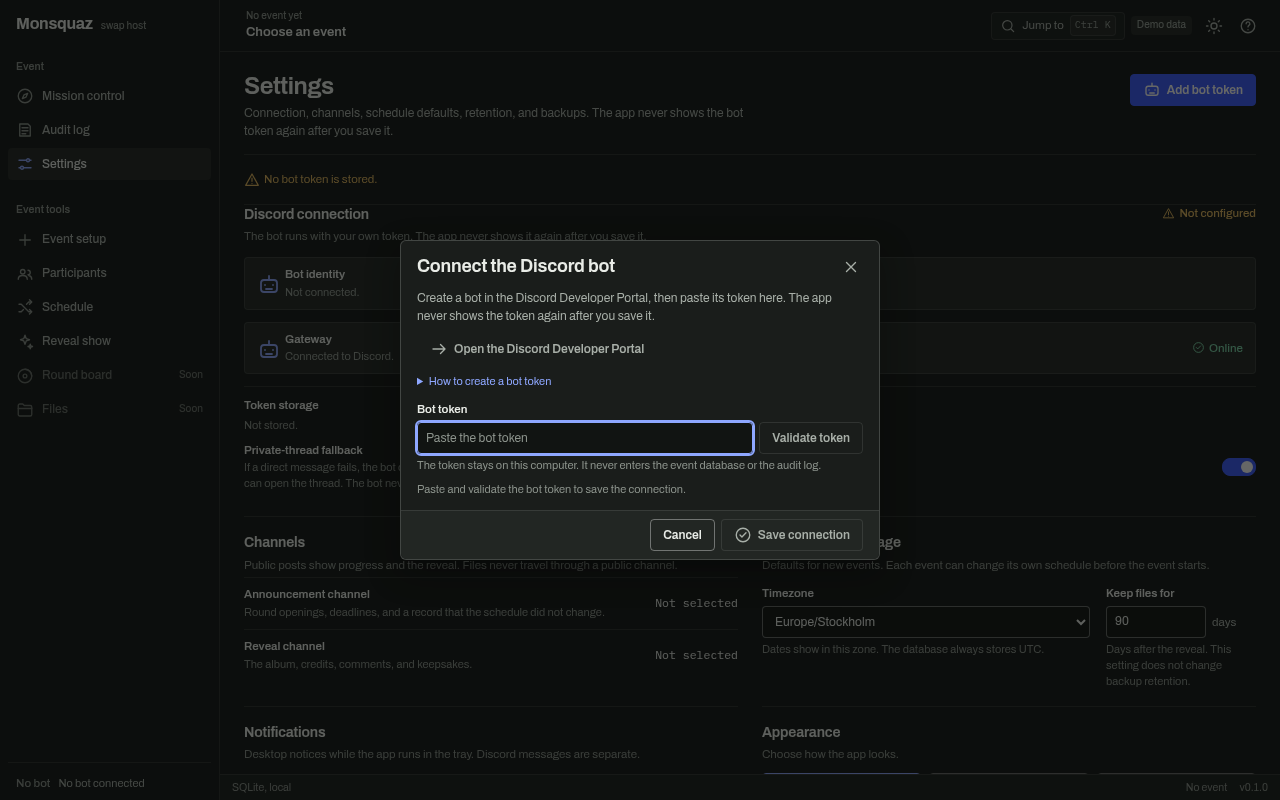 Monsquaz swap host
No event yet
Choose an event
Jump to Ctrl K
Demo data
Event
Mission control
Audit log
Settings
Event tools
Event setup
Participants
Schedule
Reveal show
Round board Soon
Files Soon
No bot No bot connected
Settings
Connection, channels, schedule defaults, retention, and backups. The app never shows the bot
token again after you save it.
Add bot token
No bot token is stored.
Discord connection
Not configured
The bot runs with your own token. The app never shows it again after you save it.
Bot identity
Not connected.
Gateway
Connected to Discord.
Online
Token storage
Not stored.
Private-thread fallback
If a direct message fails, the bot
can open the thread. The bot
Connect the Discord bot
Create a bot in the Discord Developer Portal, then paste its token here. The app
never shows the token again after you save it.
Open the Discord Developer Portal
How to create a bot token
Bot token
Paste the bot token
Validate token
The token stays on this computer. It never enters the event database or the audit log.
Paste and validate the bot token to save the connection.
Cancel
Save connection
Channels
Public posts show progress and the reveal. Files never travel through a public channel.
Announcement channel
Round openings, deadlines, and a record that the schedule did not change.
Not selected
Reveal channel
The album, credits, comments, and keepsakes.
Not selected
Defaults for new events. Each event can change its own schedule before the event starts.
Timezone
Europe/Stockholm
Dates show in this zone. The database always stores UTC.
Keep files for
90 days
Days after the reveal. This
setting does not change
backup retention.
Notifications
Desktop notices while the app runs in the tray. Discord messages are separate.
Appearance
Choose how the app looks.
SQLite, local
No event v0.1.0